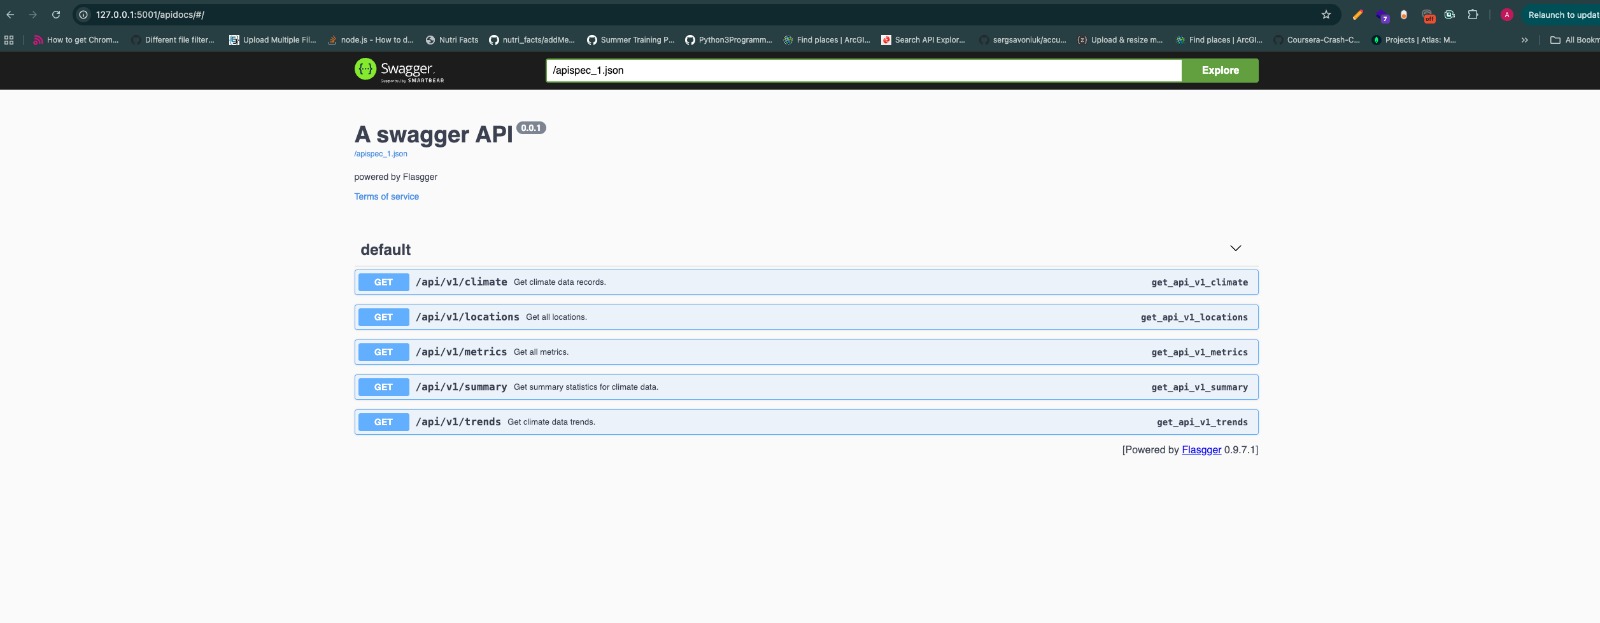 127.0.0.1:5001/apidocs/#/
7
off
A
Relaunch to updat
How to get Chrom...
Different file filter...
Upload Multiple Fil...
node.js - How to d...
Nutri Facts
nutri_facts/addMe...
Summer Training P...
Python3Programm...
Find places | ArcGI...
Search API Explor...
sergsavoniuk/accu...
Upload & resize m...
Find places | ArcGI...
Coursera-Crash-C...
Projects | Atlas: M...
»
All Bookm
Swagger.
Supported by SMARTBEAR
/apispec_1.json
Explore
A swagger API 0.0.1
/apispec_1.json
powered by Flasgger
Terms of service
default
GET /api/v1/climate Get climate data records. get_api_v1_climate
GET /api/v1/locations Get all locations. get_api_v1_locations
GET /api/v1/metrics Get all metrics. get_api_v1_metrics
GET /api/v1/summary Get summary statistics for climate data. get_api_v1_summary
GET /api/v1/trends Get climate data trends. get_api_v1_trends
[Powered by Flasgger 0.9.7.1]